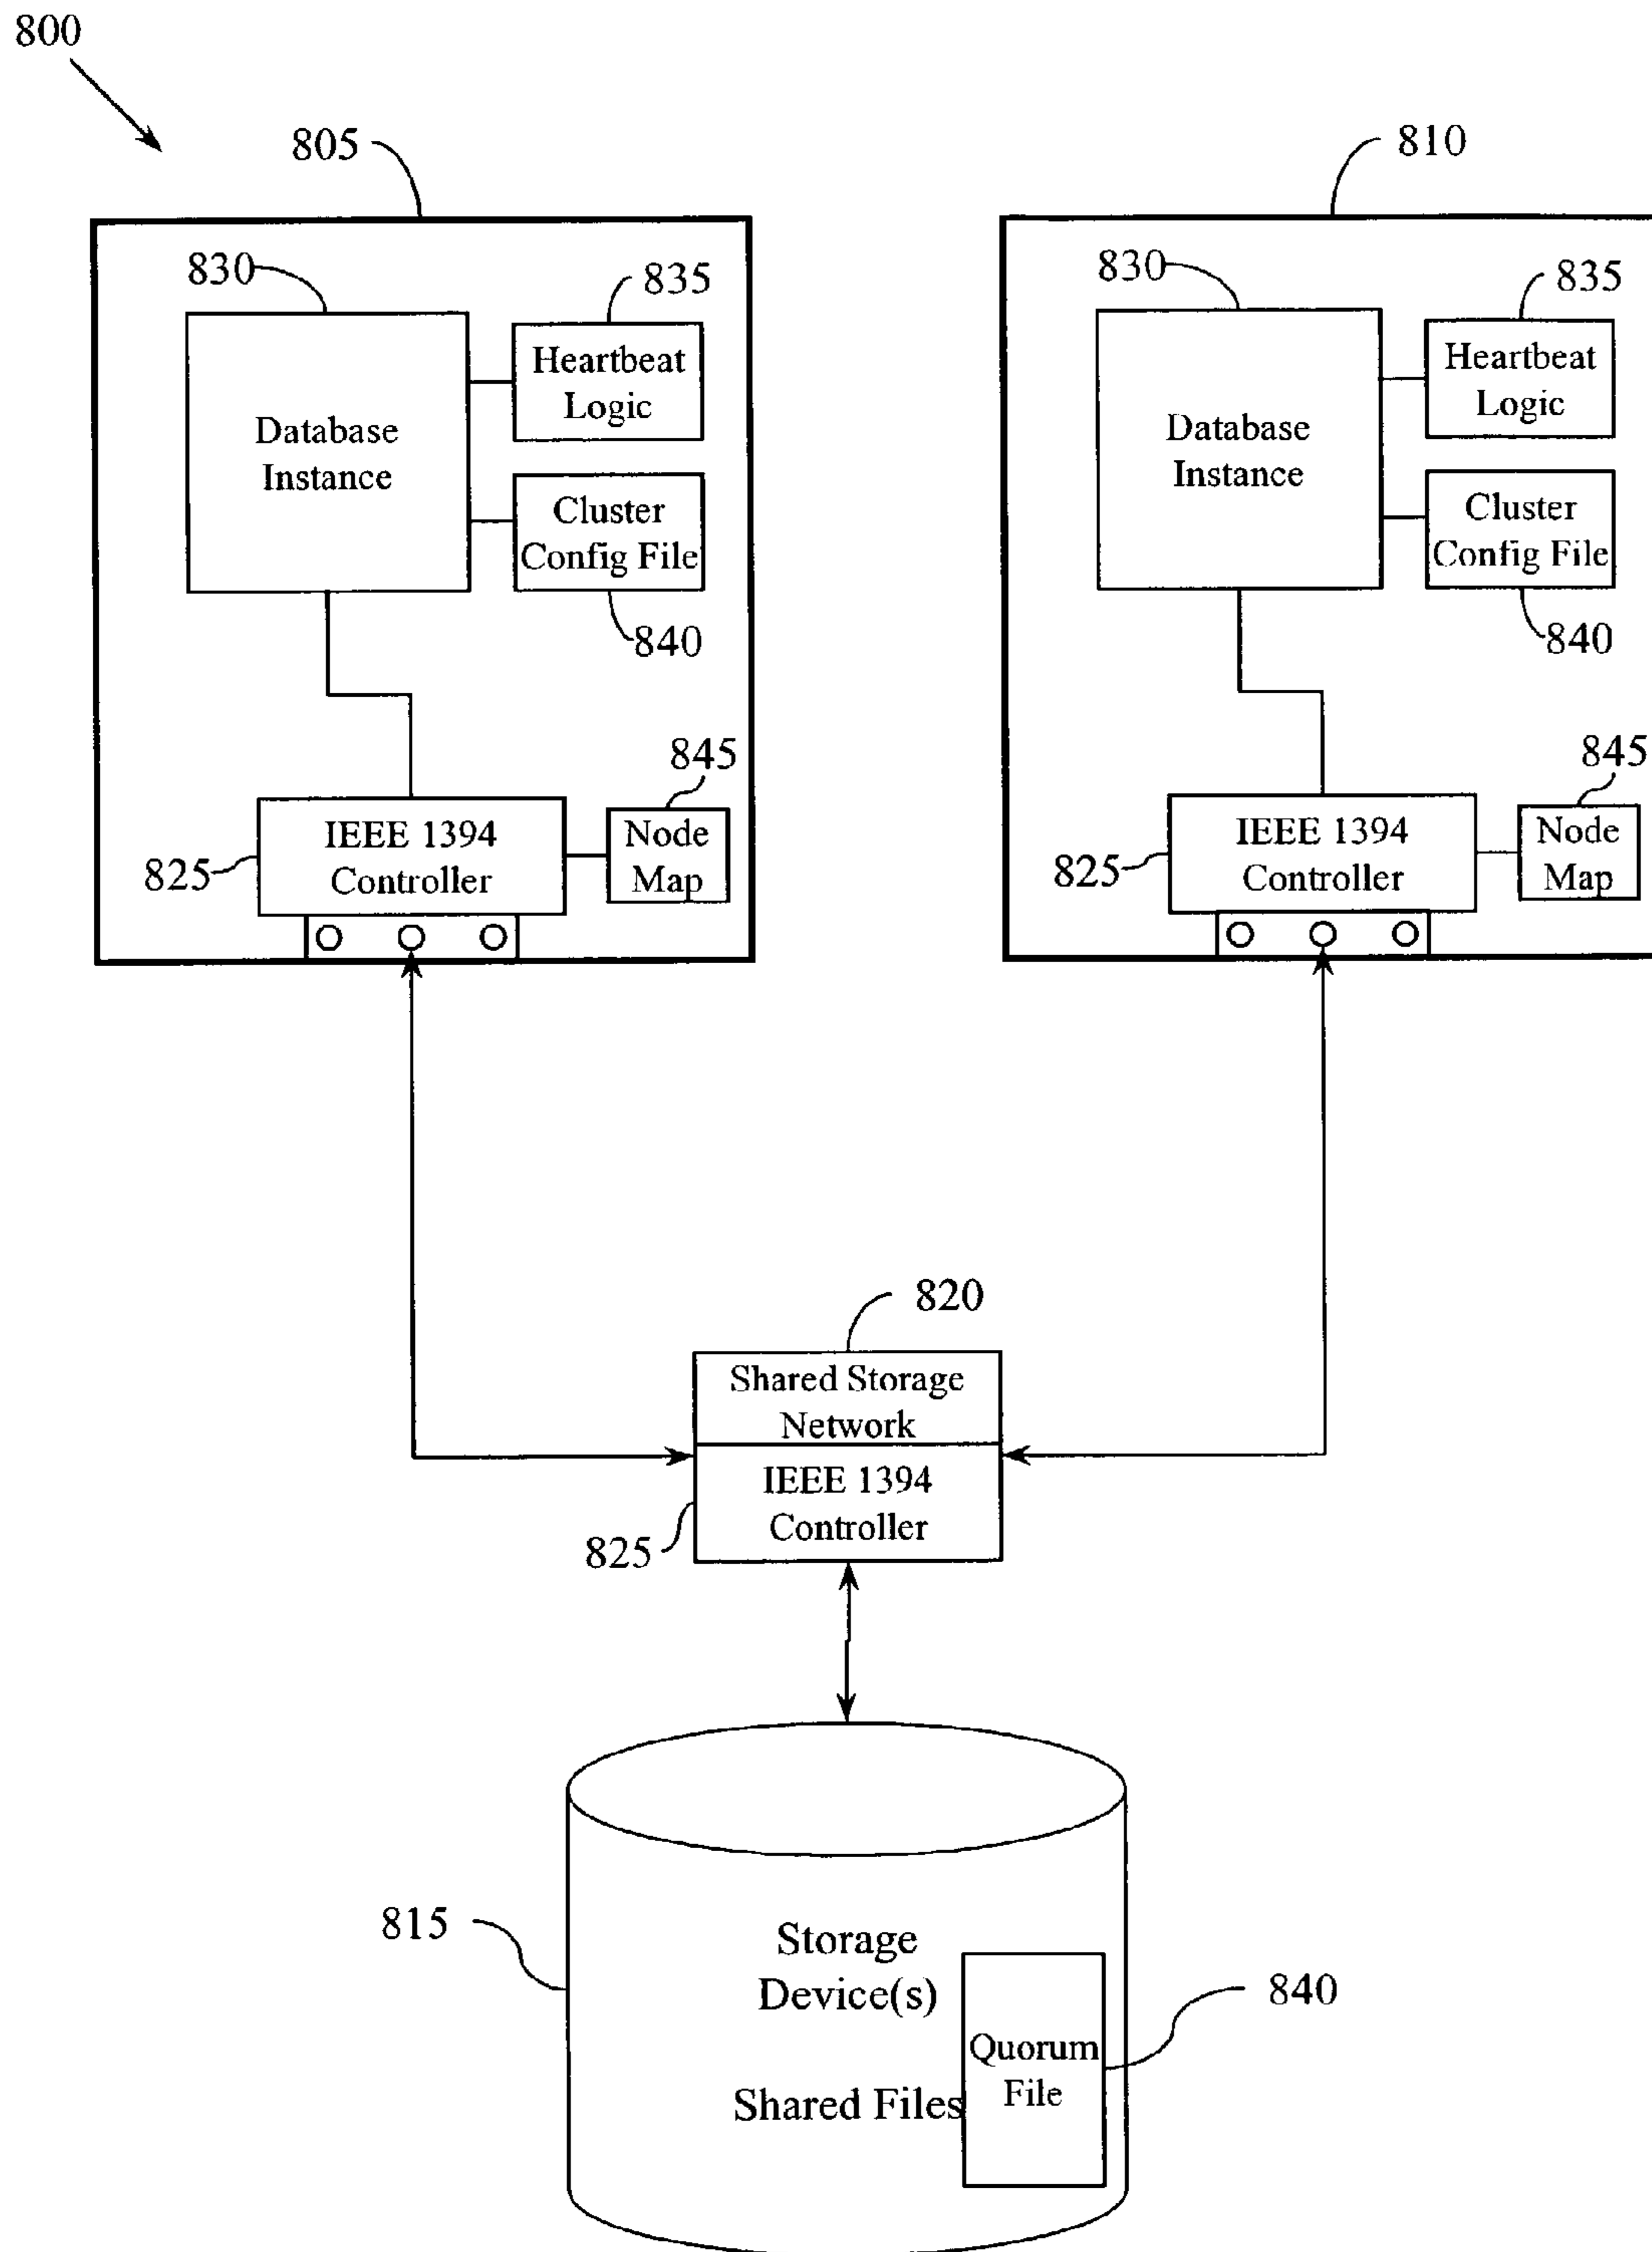 800
805
810
830
835
830
835
Heartbeat
Logic
Heartbeat
Logic
Database
Instance
Database
Instance
Cluster
Config File
Cluster
Config File
840
840
845
845
IEEE 1394
Controller
Node
Map
IEEE 1394
Controller
Node
Map
825
825
820
Shared Storage
Network
IEEE 1394
Controller
825
815
Storage
Device(s)
840
Quorum
File
Shared Files